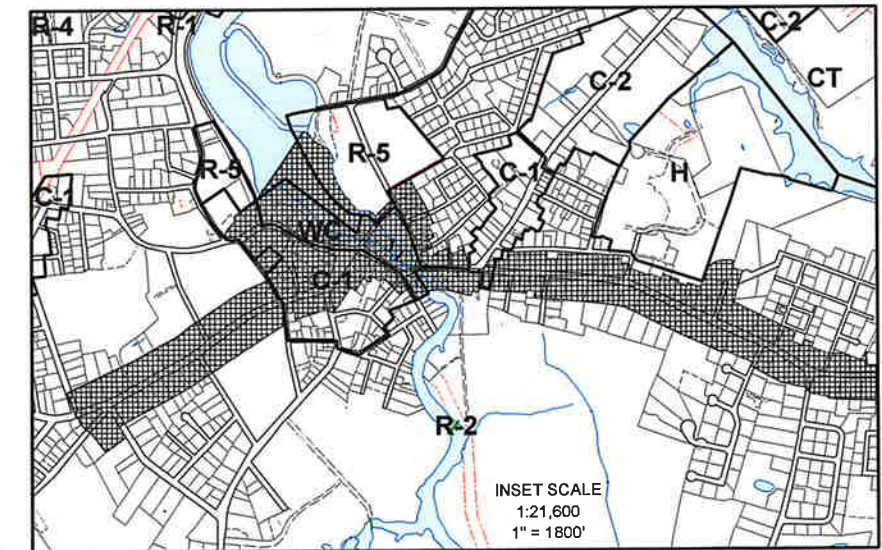 R-4
R-1
C-2
C-2
CT
R-5
R-5
C-1
H
C-1
WC
C-1
R-2
INSET SCALE
1:21,600
1" = 1800'